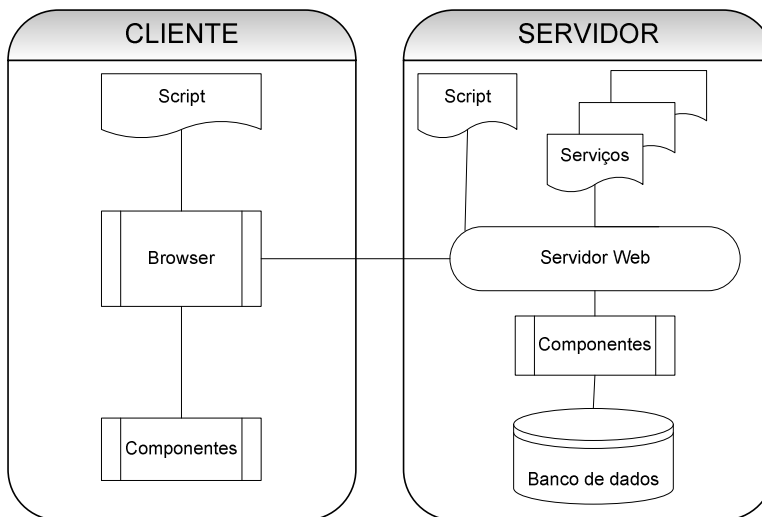 CLIENTE
Script
Browser
Componentes
SERVIDOR
Script
Serviços
Servidor Web
Componentes
Banco de dados